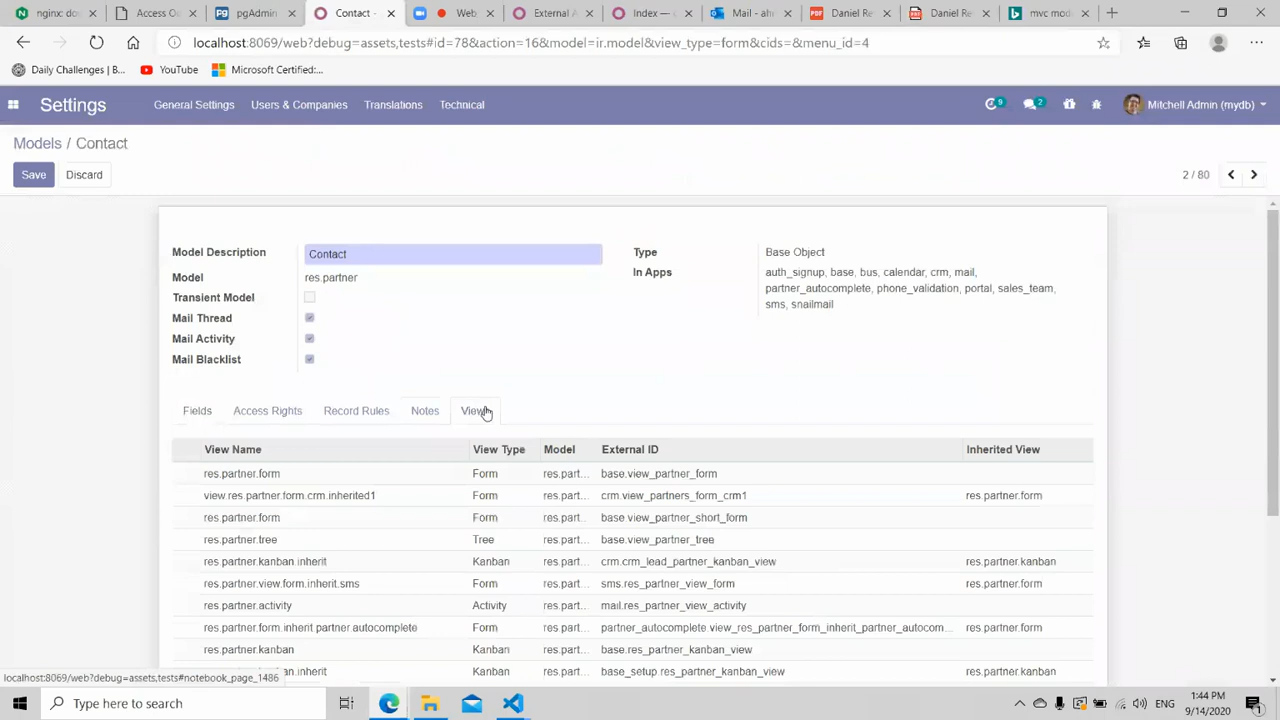 nginx: dow
Access Or
pgAdmin
Contact -
Web
External A
Index —
Mail - ahr
Daniel Re
Daniel Re
mvc mod
localhost:8069/web?debug=assets,tests#id=78&action=16&model=ir.model&view_type=form&cids=&menu_id=4
Daily Challenges | B...
YouTube
Microsoft Certified:...
Settings
General Settings
Users & Companies
Translations
Technical
9
2
Mitchell Admin (mydb)
Models / Contact
Save
Discard
2 / 80
Model Description
Contact
Type
Base Object
Model
res.partner
In Apps
auth_signup, base, bus, calendar, crm, mail,
partner_autocomplete, phone_validation, portal, sales_team,
sms, snailmail
Transient Model
Mail Thread
Mail Activity
Mail Blacklist
Fields
Access Rights
Record Rules
Notes
View
View Name
View Type
Model
External ID
Inherited View
res.partner.form
Form
res.part...
base.view_partner_form
view.res.partner.form.crm.inherited1
Form
res.part...
crm.view_partners_form_crm1
res.partner.form
res.partner.form
Form
res.part...
base.view_partner_short_form
res.partner.tree
Tree
res.part...
base.view_partner_tree
res.partner.kanban.inherit
Kanban
res.part...
crm.crm_lead_partner_kanban_view
res.partner.kanban
res.partner.view.form.inherit.sms
Form
res.part...
sms.res_partner_view_form
res.partner.form
res.partner.activity
Activity
res.part...
mail.res_partner_view_activity
res.partner.form.inherit.partner.autocomplete
Form
res.part...
partner_autocomplete.view_res_partner_form_inherit_partner_autocom...
res.partner.form
res.partner.kanban
Kanban
res.part...
base.res_partner_kanban_view
an.inherit
Kanban
res.part...
base_setup.res_partner_kanban_view
res.partner.kanban
localhost:8069/web?debug=assets,tests#notebook_page_1486
Type here to search
ENG
1:44 PM
9/14/2020
1